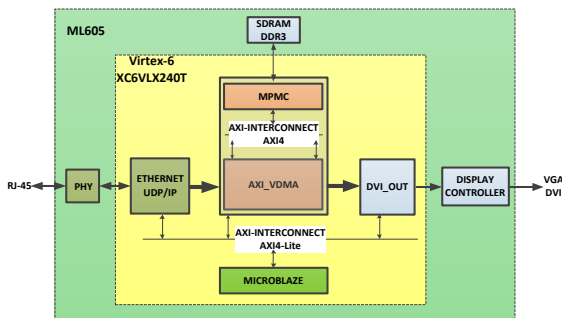 ML605
SDRAM
DDR3
Virtex-6
XC6VLX240T
MPMC
AXI-INTERCONNECT
AXI4
RJ-45
PHY
ETHERNET
UDP/IP
AXI_VDMA
DVI_OUT
DISPLAY
CONTROLLER
VGA
DVI
AXI-INTERCONNECT
AXI4-Lite
MICROBLAZE